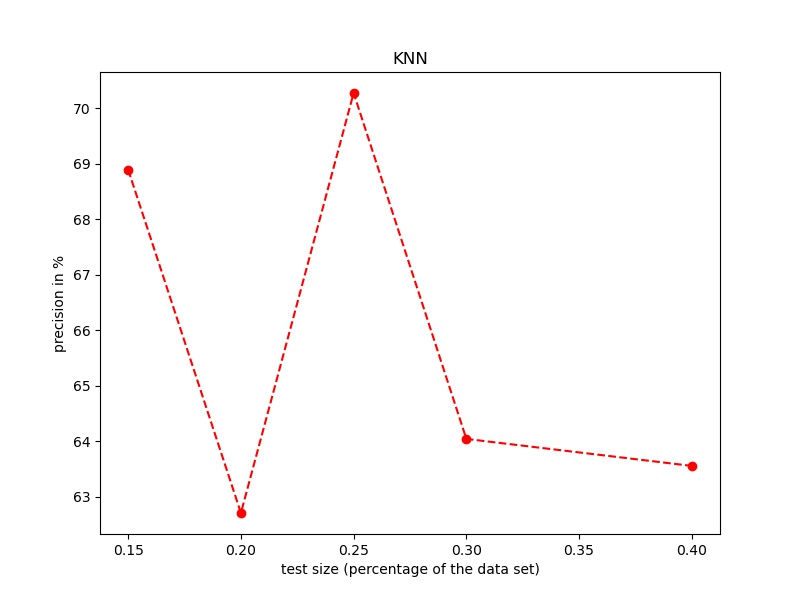 KNN
70
69
68
67
66
65
64
63
precision in %
0.15 0.20 0.25 0.30 0.35 0.40
test size (percentage of the data set)